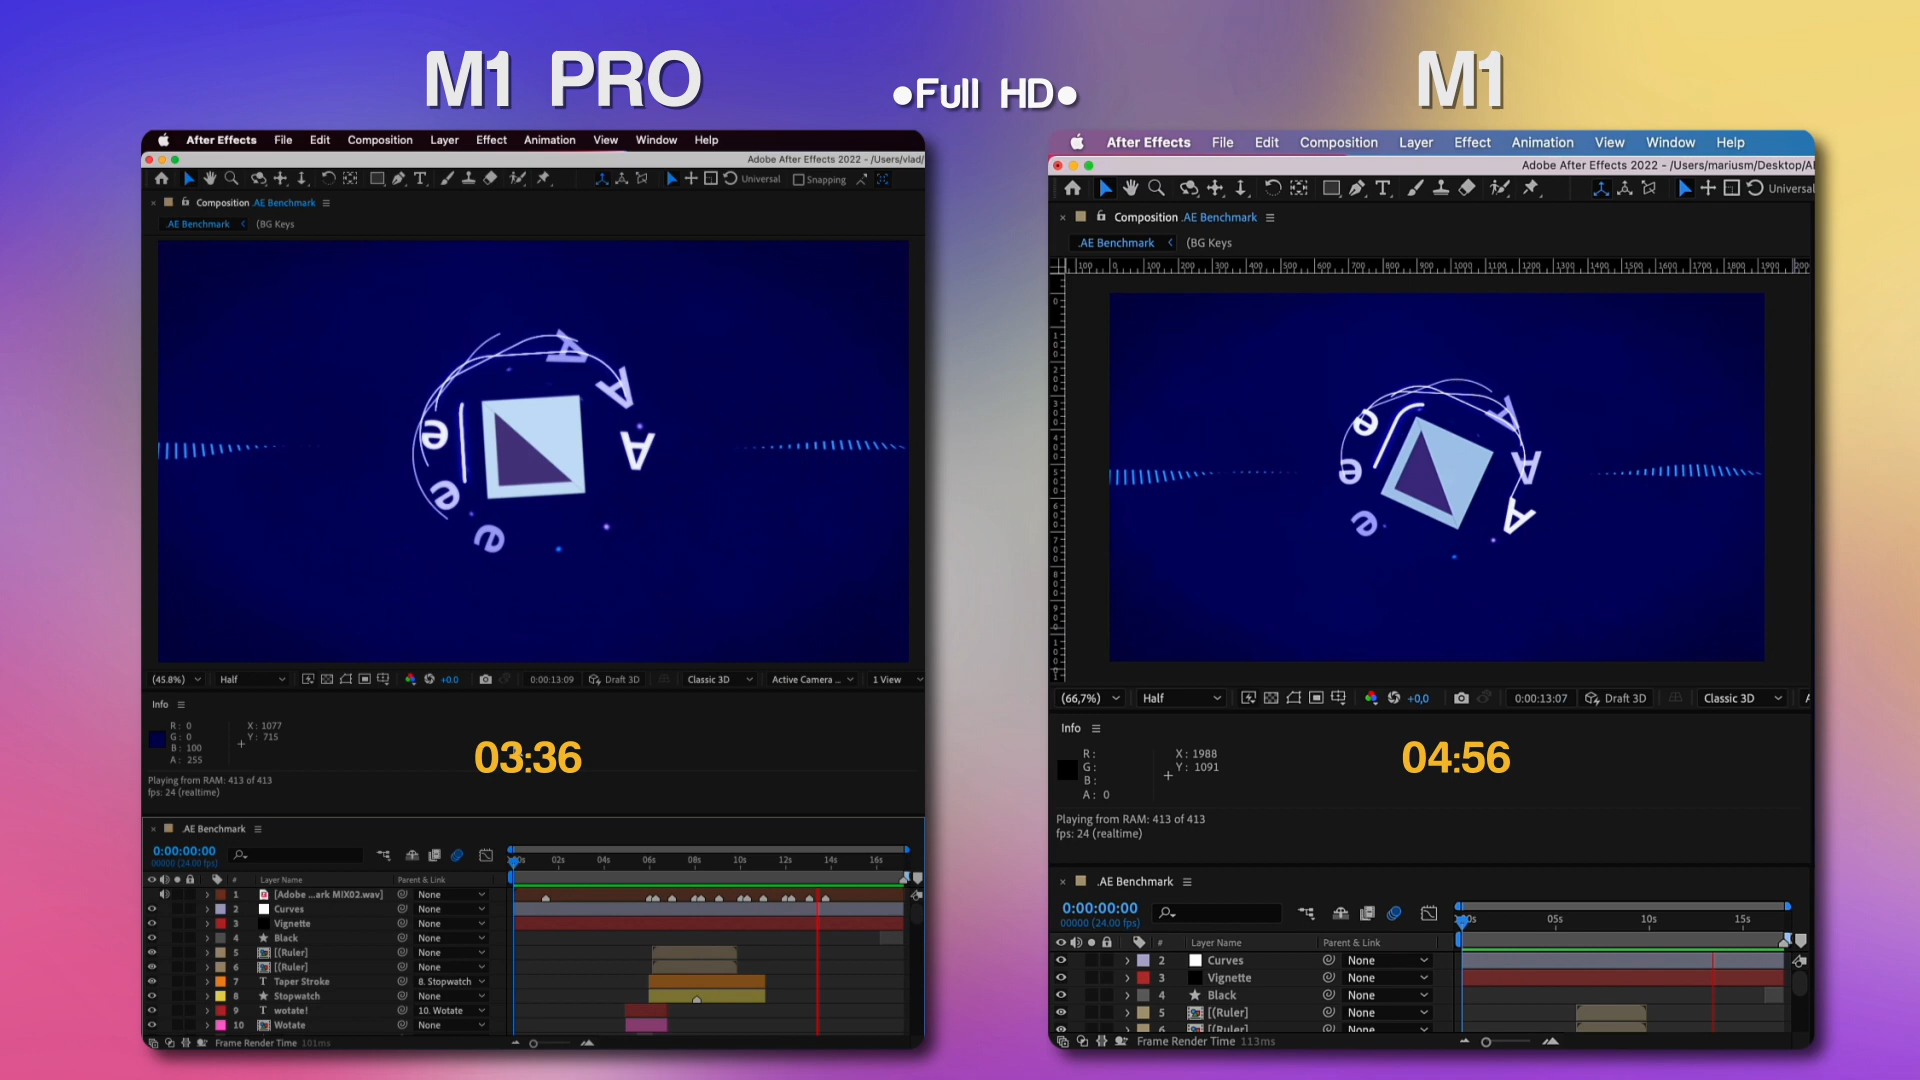 M1 PRO
•Full HD•
M1
After Effects File Edit Composition Layer Effect Animation View Window Help
Adobe After Effects 2022 - /Users/vlad/
Universal Snapping
Composition .AE Benchmark
.AE Benchmark (BG Keys
A A A e e e
(45.8%) Half +0.0 0:00:13:09 Draft 3D Classic 3D Active Camera ... 1 View
Info
R: 0
G: 0
B: 100
A: 255
X: 1077
Y: 715
03:36
Playing from RAM: 413 of 413
fps: 24 (realtime)
.AE Benchmark
0:00:00:00
00000 (24.00 fps)
02s 04s 06s 08s 10s 12s 14s 16s
# Layer Name Parent & Link
1 [Adobe ...ark MIX02.wav] None
2 Curves None
3 Vignette None
4 Black None
5 [(Ruler] None
6 [(Ruler] None
7 Taper Stroke 8. Stopwatch
8 Stopwatch None
9 wotate! 10. Wotate
10 Wotate None
Frame Render Time 101ms
After Effects File Edit Composition Layer Effect Animation View Window Help
Adobe After Effects 2022 - /Users/mariusm/Desktop/A
Universal
Composition .AE Benchmark
.AE Benchmark (BG Keys
100 0 100 200 300 400 500 600 700 800 900 1000 1100 1200 1300 1400 1500 1600 1700 1800 1900 200
e e e A A A
(66,7%) Half +0,0 0:00:13:07 Draft 3D Classic 3D A
Info
R:
G:
B:
A: 0
X: 1988
Y: 1091
04:56
Playing from RAM: 413 of 413
fps: 24 (realtime)
.AE Benchmark
0:00:00:00
00000 (24.00 fps)
05s 10s 15s
# Layer Name Parent & Link
2 Curves None
3 Vignette None
4 Black None
5 [(Ruler] None
6 [(Ruler] None
Frame Render Time 113ms